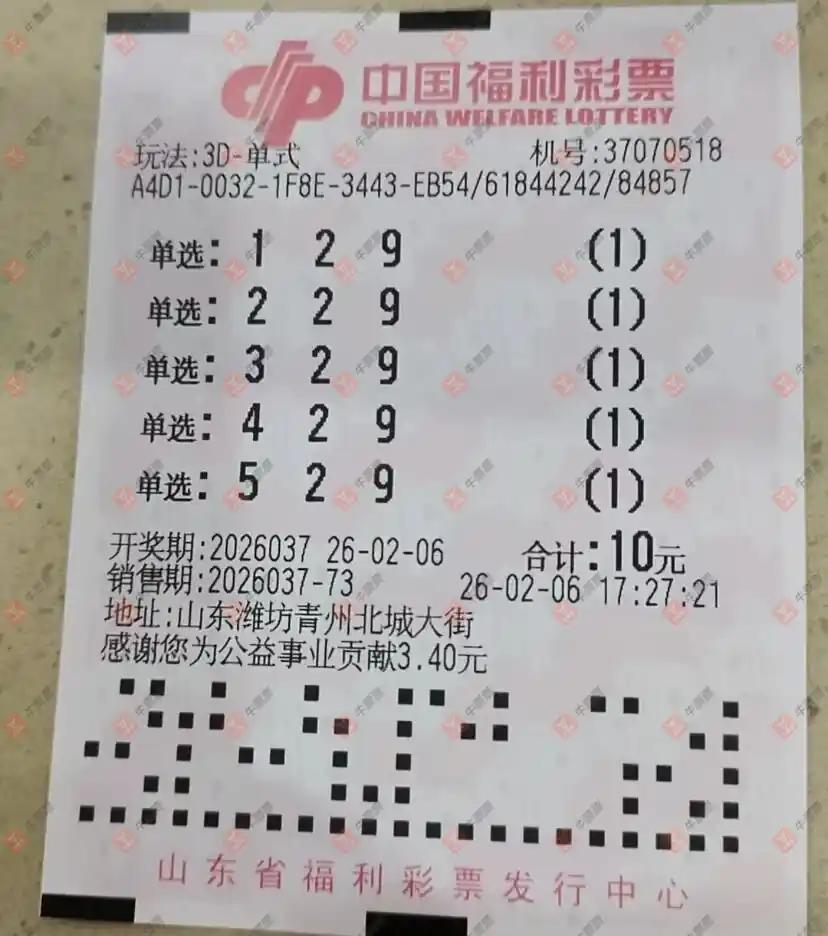 中国福利彩票
CHINA WELFARE LOTTERY
玩法:3D-单式 机号:37070518
A4D1-0032-1F8E-3443-EB54/61844242/84857
单选: 1 2 9 (1)
单选: 2 2 9 (1)
单选: 3 2 9 (1)
单选: 4 2 9 (1)
单选: 5 2 9 (1)
开奖期:2026037 26-02-06 合计:10元
销售期:2026037-73 26-02-06 17:27:21
地址:山东潍坊青州北城大街
感谢您为公益事业贡献3.40元
山东省福利彩票发行中心